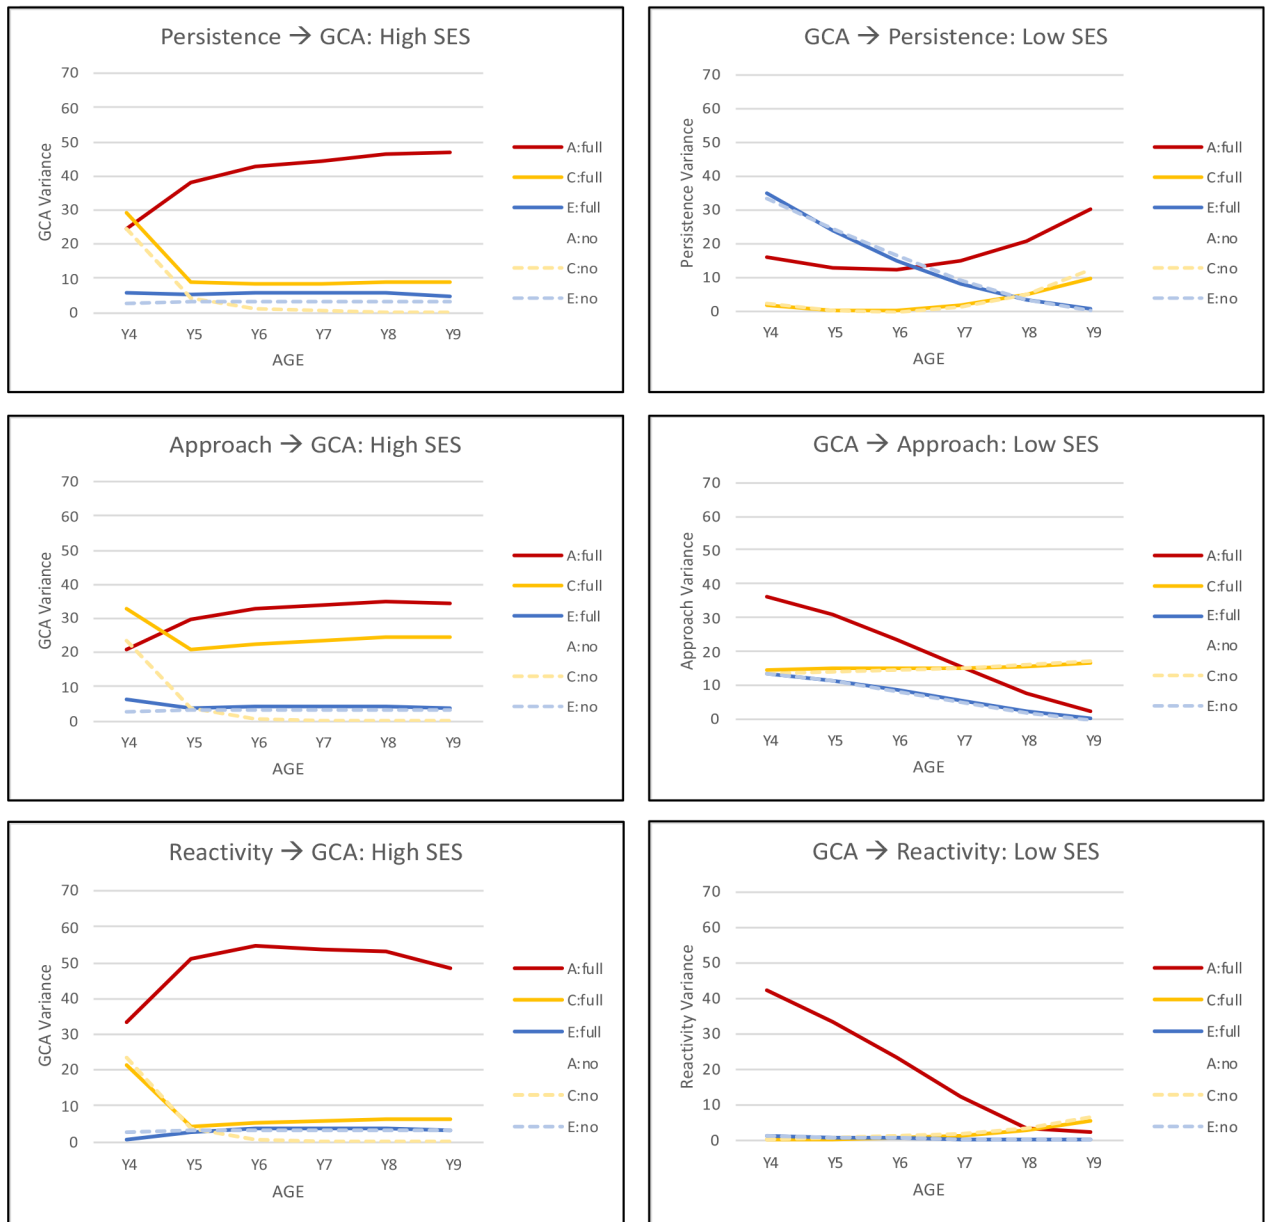 Persistence → GCA: High SES
70
60
50
40
30
20
10
0
GCA Variance
Y4 Y5 Y6 Y7 Y8 Y9
AGE
A:full
C:full
E:full
A:no
C:no
E:no
GCA → Persistence: Low SES
70
60
50
40
30
20
10
0
Persistence Variance
Y4 Y5 Y6 Y7 Y8 Y9
AGE
A:full
C:full
E:full
A:no
C:no
E:no
Approach → GCA: High SES
70
60
50
40
30
20
10
0
GCA Variance
Y4 Y5 Y6 Y7 Y8 Y9
AGE
A:full
C:full
E:full
A:no
C:no
E:no
GCA → Approach: Low SES
70
60
50
40
30
20
10
0
Approach Variance
Y4 Y5 Y6 Y7 Y8 Y9
AGE
A:full
C:full
E:full
A:no
C:no
E:no
Reactivity → GCA: High SES
70
60
50
40
30
20
10
0
GCA Variance
Y4 Y5 Y6 Y7 Y8 Y9
AGE
A:full
C:full
E:full
A:no
C:no
E:no
GCA → Reactivity: Low SES
70
60
50
40
30
20
10
0
Reactivity Variance
Y4 Y5 Y6 Y7 Y8 Y9
AGE
A:full
C:full
E:full
A:no
C:no
E:no